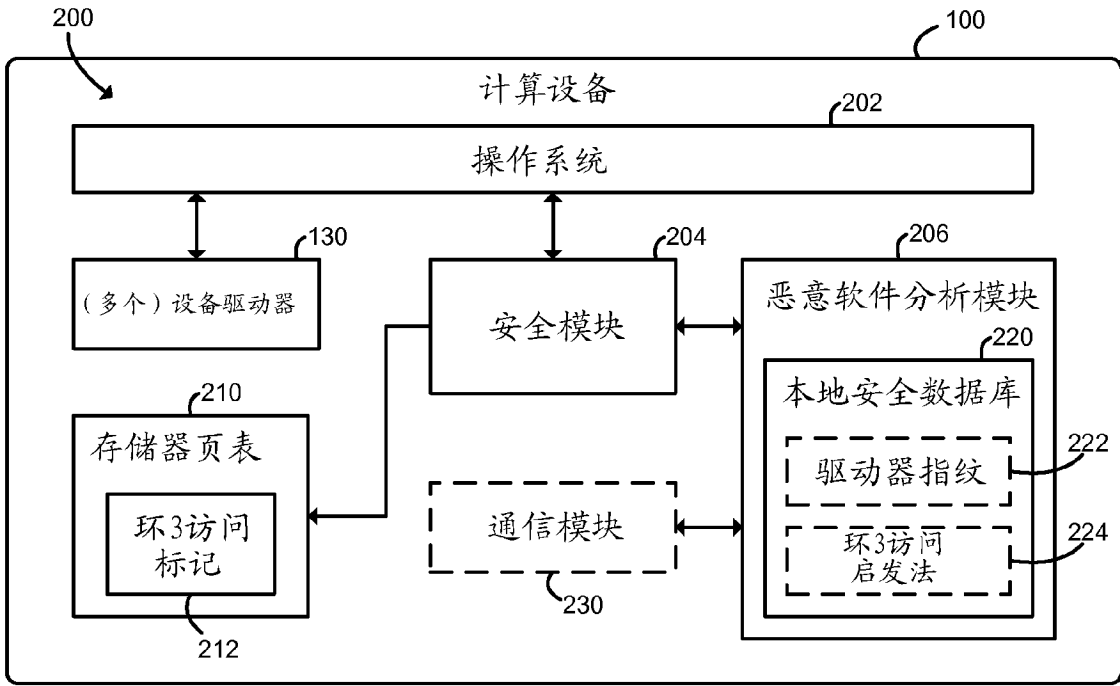 200
100
计算设备
202
操作系统
130
204
206
（多个）设备驱动器
安全模块
恶意软件分析模块
220
本地安全数据库
210
存储器页表
222
驱动器指纹
环3访问
标记
通信模块
224
环3访问
启发法
212
230